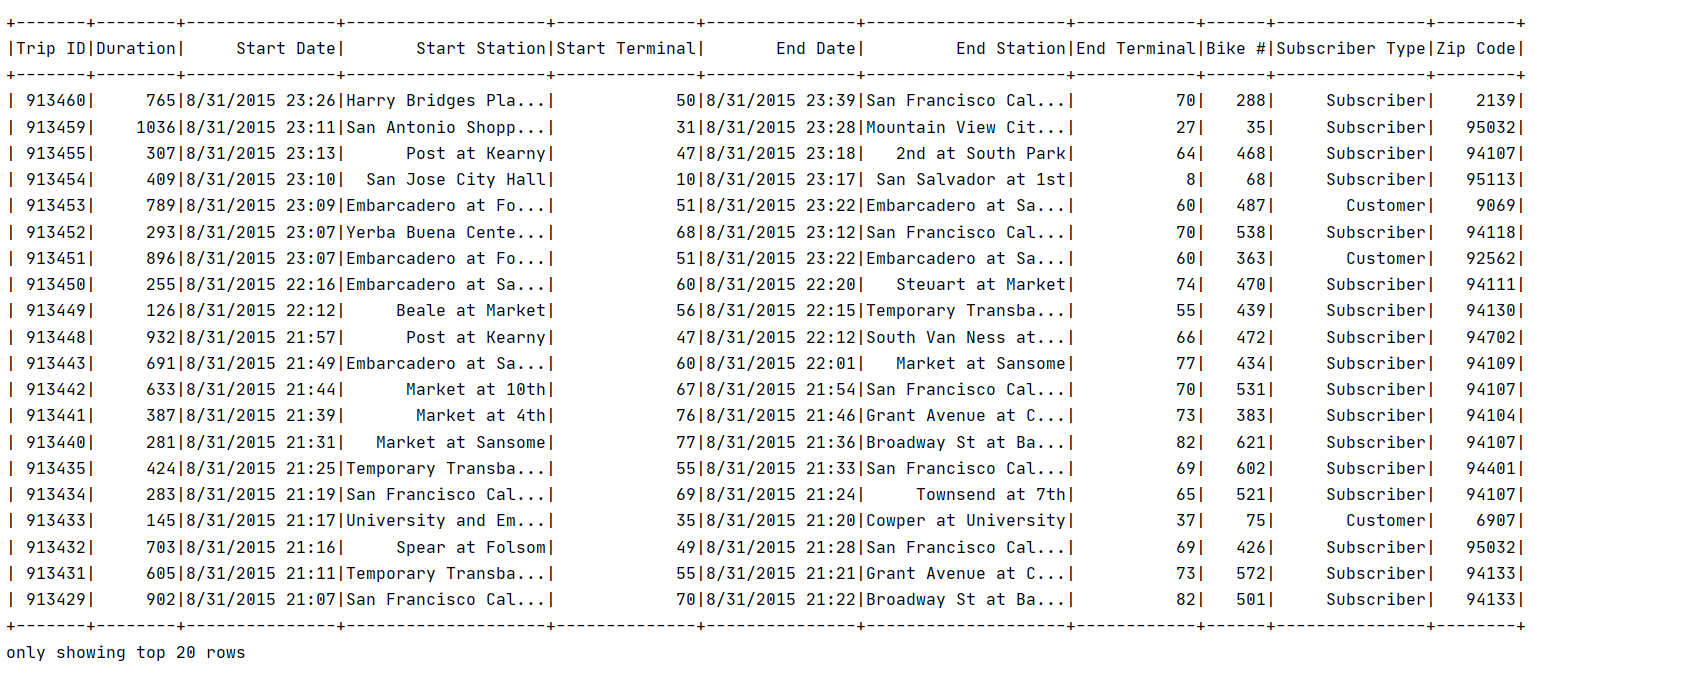 +-------+--------+---------------+--------------------+--------------+---------------+--------------------+------------+------+---------------+--------+
|Trip ID|Duration|     Start Date|       Start Station|Start Terminal|       End Date|         End Station|End Terminal|Bike #|Subscriber Type|Zip Code|
+-------+--------+---------------+--------------------+--------------+---------------+--------------------+------------+------+---------------+--------+
| 913460|     765|8/31/2015 23:26|Harry Bridges Pla...|            50|8/31/2015 23:39|San Francisco Cal...|          70|   288|     Subscriber|    2139|
| 913459|    1036|8/31/2015 23:11|San Antonio Shopp...|            31|8/31/2015 23:28|Mountain View Cit...|          27|    35|     Subscriber|   95032|
| 913455|     307|8/31/2015 23:13|      Post at Kearny|            47|8/31/2015 23:18|   2nd at South Park|          64|   468|     Subscriber|   94107|
| 913454|     409|8/31/2015 23:10|  San Jose City Hall|            10|8/31/2015 23:17| San Salvador at 1st|           8|    68|     Subscriber|   95113|
| 913453|     789|8/31/2015 23:09|Embarcadero at Fo...|            51|8/31/2015 23:22|Embarcadero at Sa...|          60|   487|       Customer|    9069|
| 913452|     293|8/31/2015 23:07|Yerba Buena Cente...|            68|8/31/2015 23:12|San Francisco Cal...|          70|   538|     Subscriber|   94118|
| 913451|     896|8/31/2015 23:07|Embarcadero at Fo...|            51|8/31/2015 23:22|Embarcadero at Sa...|          60|   363|       Customer|   92562|
| 913450|     255|8/31/2015 22:16|Embarcadero at Sa...|            60|8/31/2015 22:20|   Steuart at Market|          74|   470|     Subscriber|   94111|
| 913449|     126|8/31/2015 22:12|     Beale at Market|            56|8/31/2015 22:15|Temporary Transba...|          55|   439|     Subscriber|   94130|
| 913448|     932|8/31/2015 21:57|      Post at Kearny|            47|8/31/2015 22:12|South Van Ness at...|          66|   472|     Subscriber|   94702|
| 913443|     691|8/31/2015 21:49|Embarcadero at Sa...|            60|8/31/2015 22:01|   Market at Sansome|          77|   434|     Subscriber|   94109|
| 913442|     633|8/31/2015 21:44|      Market at 10th|            67|8/31/2015 21:54|San Francisco Cal...|          70|   531|     Subscriber|   94107|
| 913441|     387|8/31/2015 21:39|       Market at 4th|            76|8/31/2015 21:46|Grant Avenue at C...|          73|   383|     Subscriber|   94104|
| 913440|     281|8/31/2015 21:31|   Market at Sansome|            77|8/31/2015 21:36|Broadway St at Ba...|          82|   621|     Subscriber|   94107|
| 913435|     424|8/31/2015 21:25|Temporary Transba...|            55|8/31/2015 21:33|San Francisco Cal...|          69|   602|     Subscriber|   94401|
| 913434|     283|8/31/2015 21:19|San Francisco Cal...|            69|8/31/2015 21:24|     Townsend at 7th|          65|   521|     Subscriber|   94107|
| 913433|     145|8/31/2015 21:17|University and Em...|            35|8/31/2015 21:20|Cowper at University|          37|    75|       Customer|    6907|
| 913432|     703|8/31/2015 21:16|     Spear at Folsom|            49|8/31/2015 21:28|San Francisco Cal...|          69|   426|     Subscriber|   95032|
| 913431|     605|8/31/2015 21:11|Temporary Transba...|            55|8/31/2015 21:21|Grant Avenue at C...|          73|   572|     Subscriber|   94133|
| 913429|     902|8/31/2015 21:07|San Francisco Cal...|            70|8/31/2015 21:22|Broadway St at Ba...|          82|   501|     Subscriber|   94133|
+-------+--------+---------------+--------------------+--------------+---------------+--------------------+------------+------+---------------+--------+
only showing top 20 rows